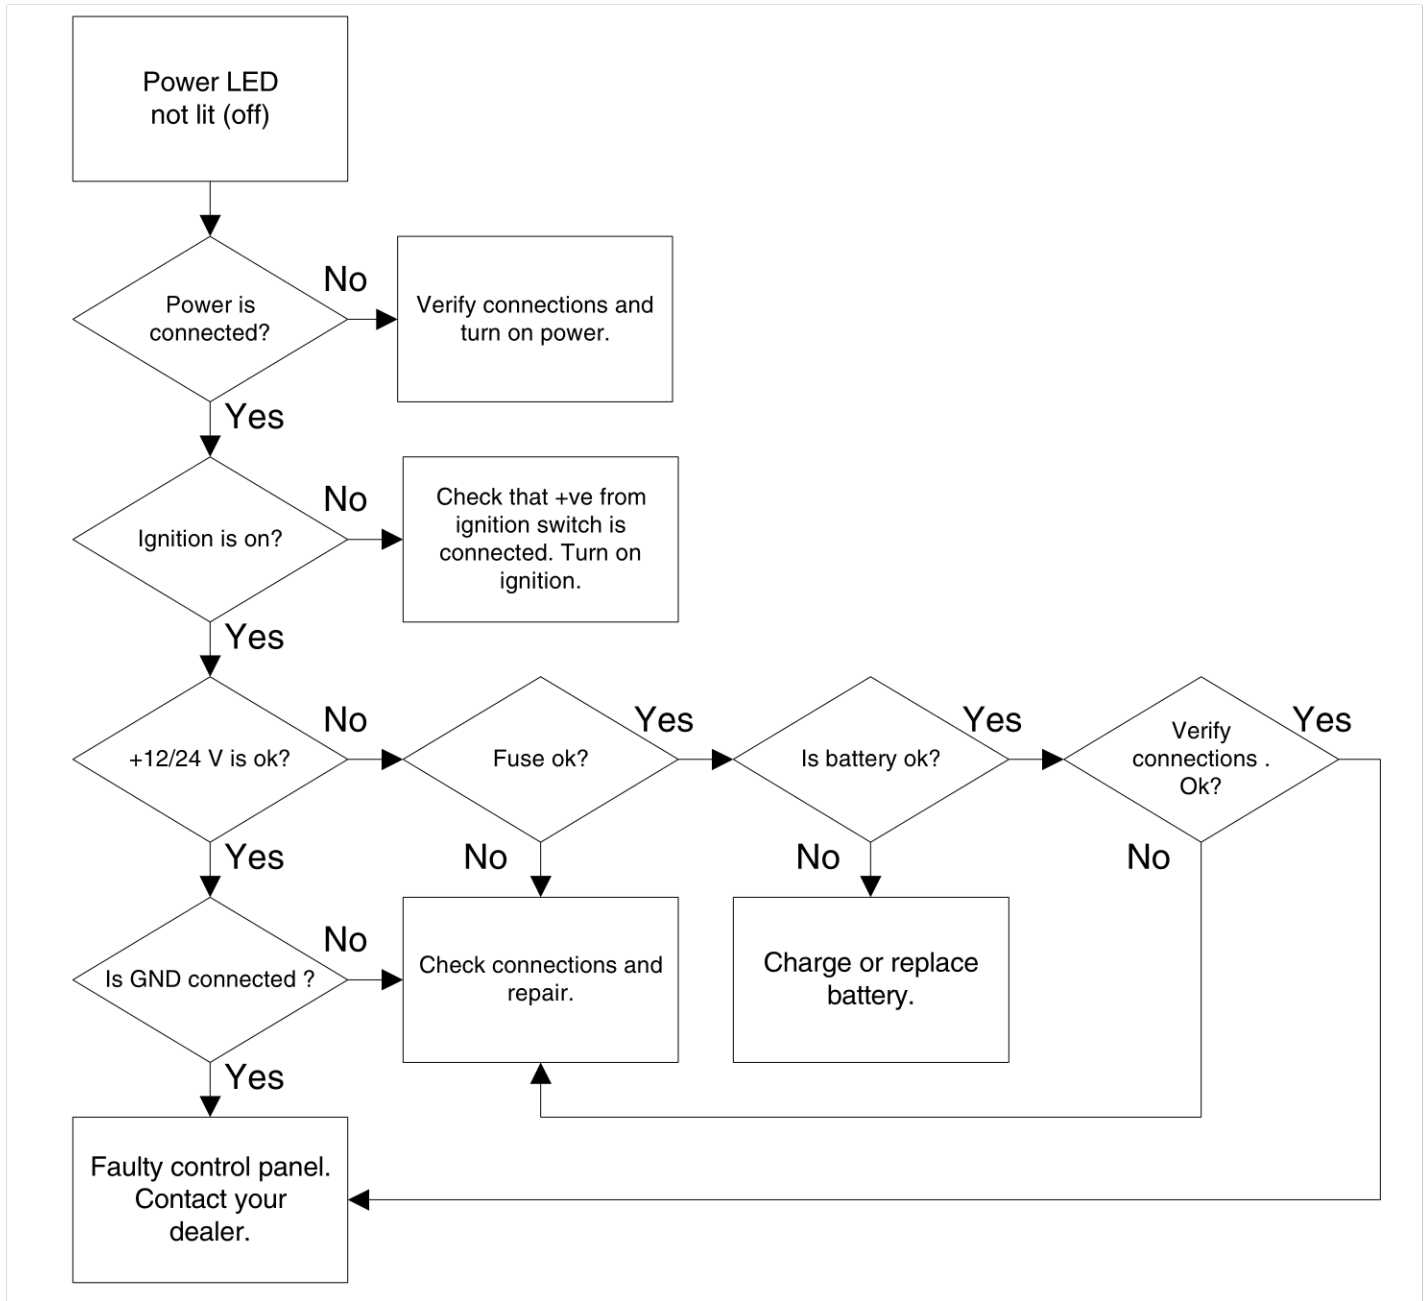 Power LED
not lit (off)
Power is
connected?
No
Verify connections and
turn on power.
Yes
Ignition is on?
No
Check that +ve from
ignition switch is
connected. Turn on
ignition.
Yes
+12/24 V is ok?
No
Fuse ok?
Yes
Is battery ok?
Yes
Verify
connections .
Ok?
Yes
Yes
No
No
No
Is GND connected ?
No
Check connections and
repair.
Charge or replace
battery.
Yes
Faulty control panel.
Contact your
dealer.